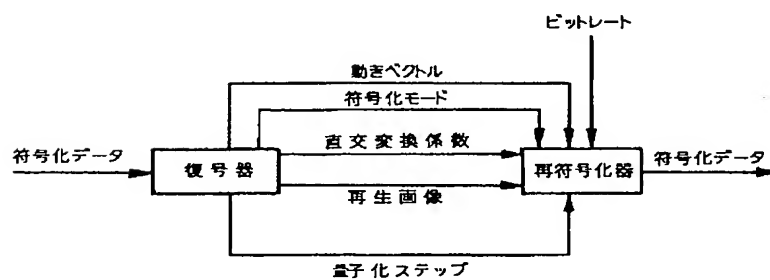 ビットレート
動きベクトル
符号化モード
直交変換係数
符号化データ
復号器
再符号化器
符号化データ
再生画像
量子化ステップ